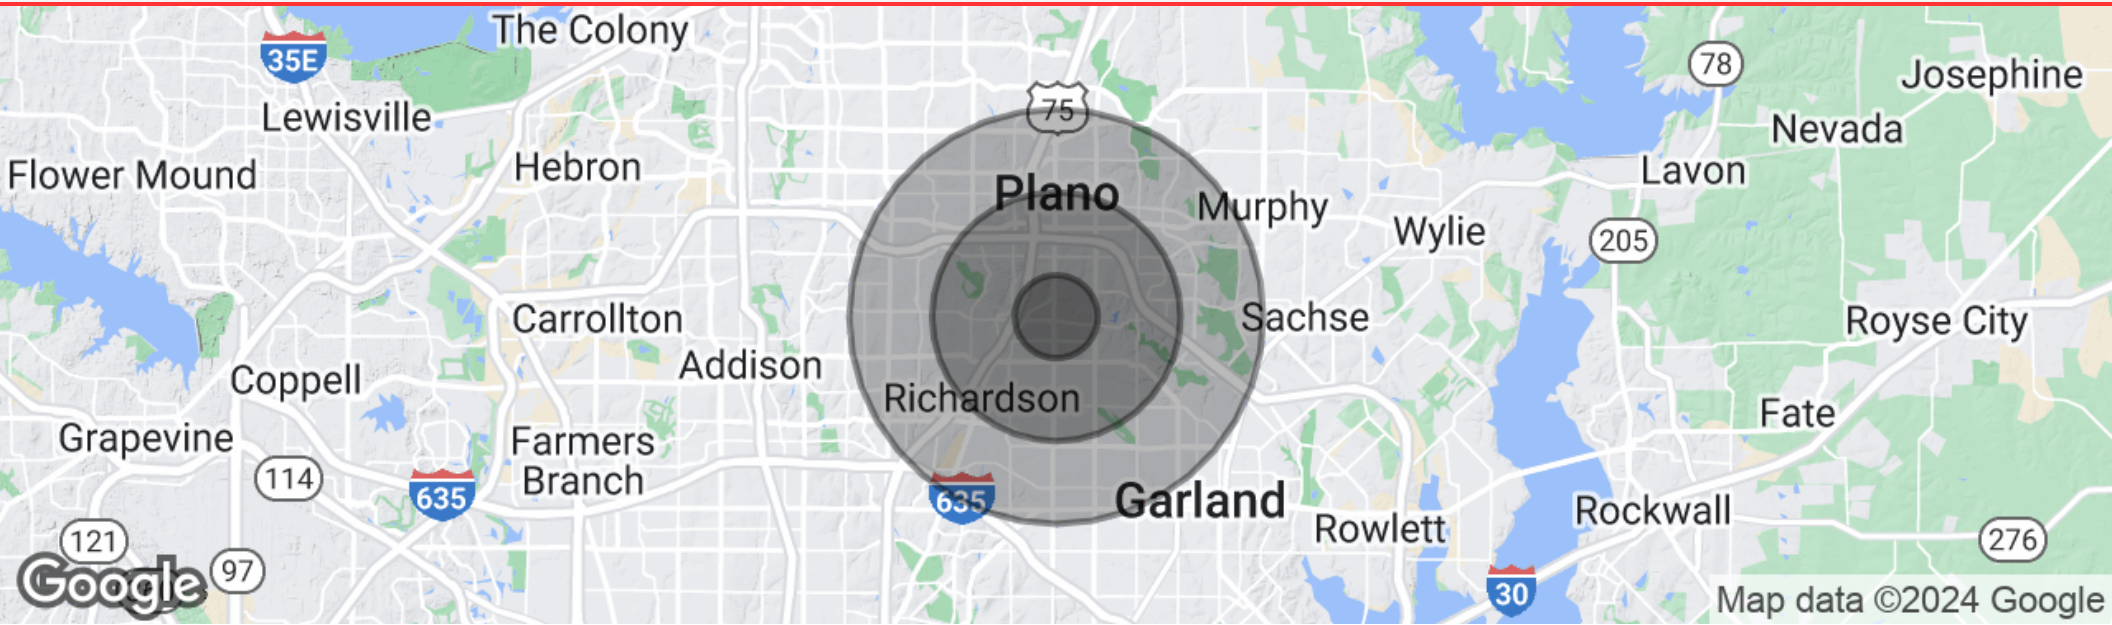 The Colony
35E
75
78
Josephine
Lewisville
Nevada
Flower Mound
Hebron
Lavon
Plano
Murphy
Wylie
205
Carrollton
Sachse
Royse City
Addison
Coppell
Richardson
Fate
Grapevine
Farmers
Branch
114
635
635
Garland
Rockwall
Rowlett
121
276
97
Google
30
Map data ©2024 Google